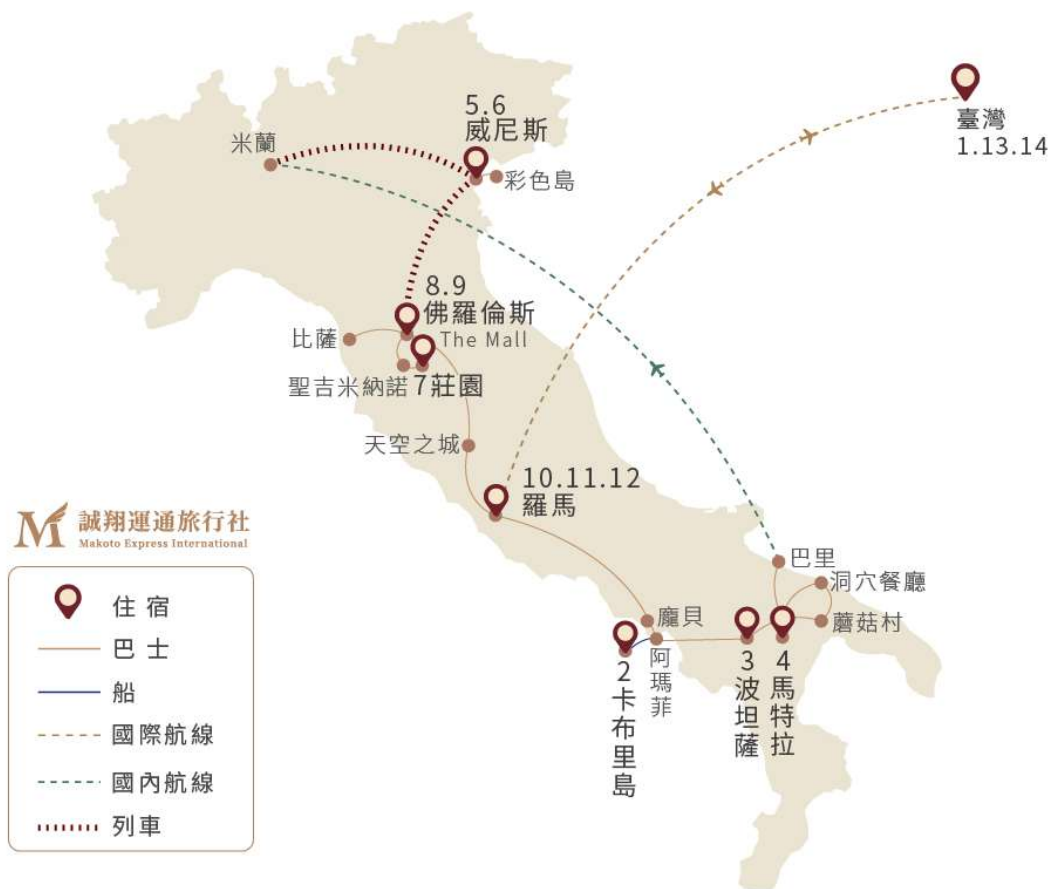 臺灣
1.13.14
5.6
威尼斯
米蘭
彩色島
8.9
佛羅倫斯
The Mall
比薩
聖吉米納諾
7莊園
天空之城
10.11.12
羅馬
巴里
洞穴餐廳
蘑菇村
龐貝
阿瑪菲
2卡布里島
3波坦薩
4馬特拉
M 誠翔運通旅行社
Makoto Express International
住宿
巴士
船
國際航線
國內航線
列車